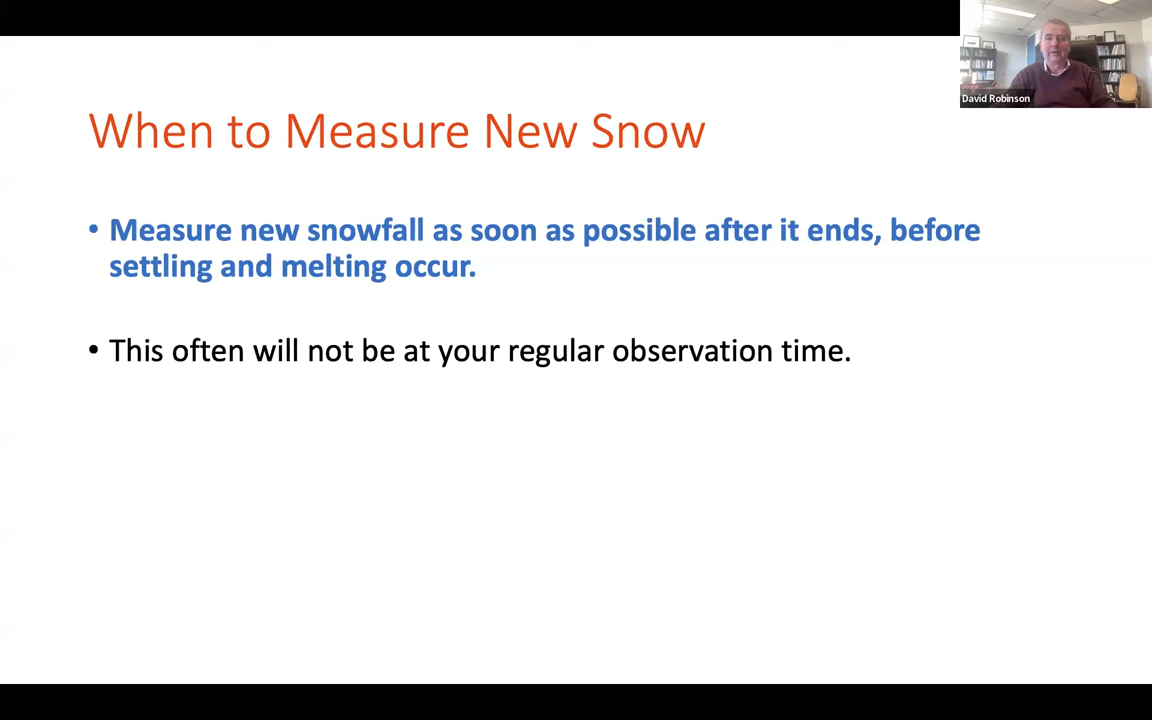 David Robinson
When to Measure New Snow
• Measure new snowfall as soon as possible after it ends, before
settling and melting occur.
• This often will not be at your regular observation time.